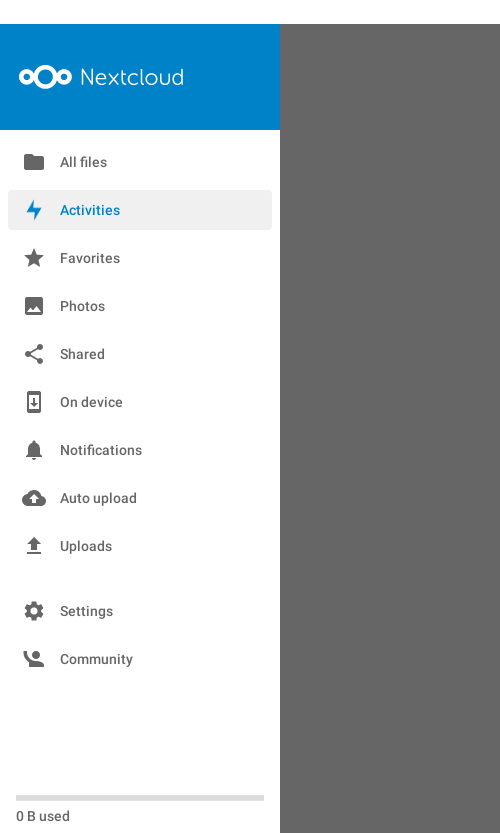 Nextcloud
All files
Activities
Favorites
Photos
Shared
On device
Notifications
Auto upload
Uploads
Settings
Community
0 B used